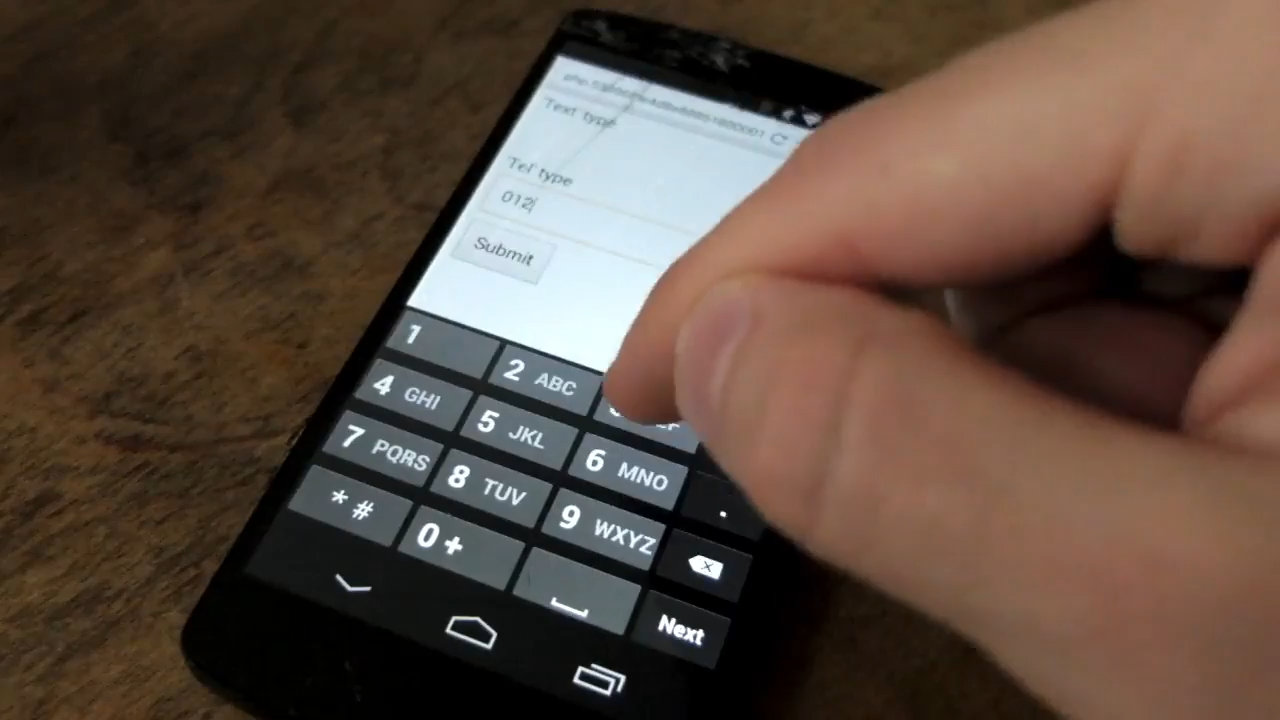 Text type
Tel type
012
Submit
1
2 ABC
4 GHI
5 JKL
6 MNO
7 PQRS
8 TUV
9 WXYZ
.
* #
0 +
Next